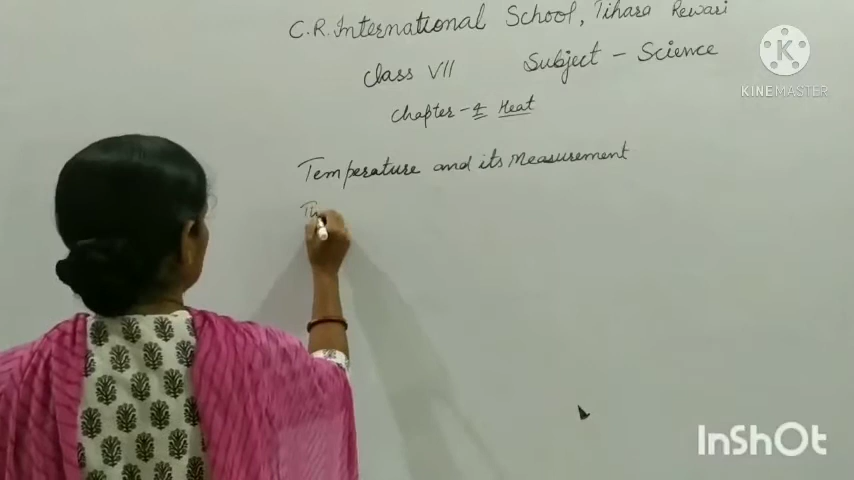 C.R. International School, Tihara Rewari
Class VII Subject - Science
Chapter - 4 Heat
Temperature and its Measurement
K
KINEMASTER
InShOt